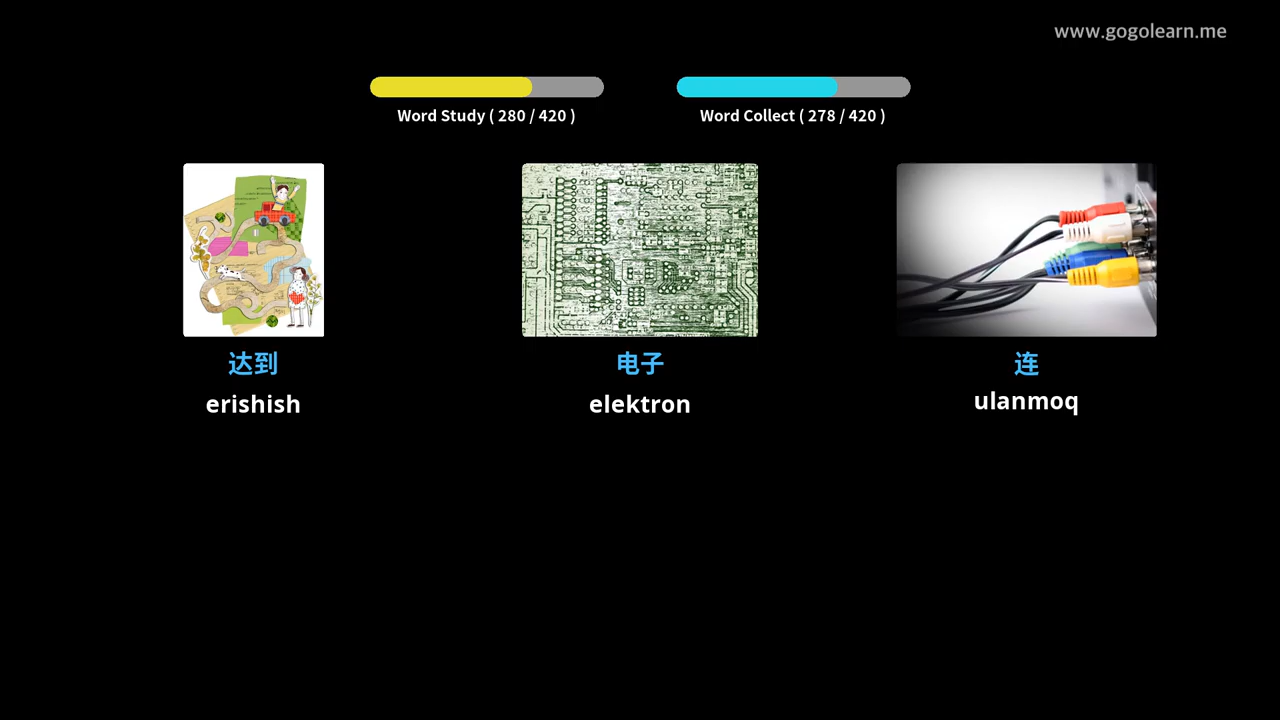 www.gogolearn.me
Word Study ( 280 / 420 )
Word Collect ( 278 / 420 )
达到
电子
连
erishish
elektron
ulanmoq